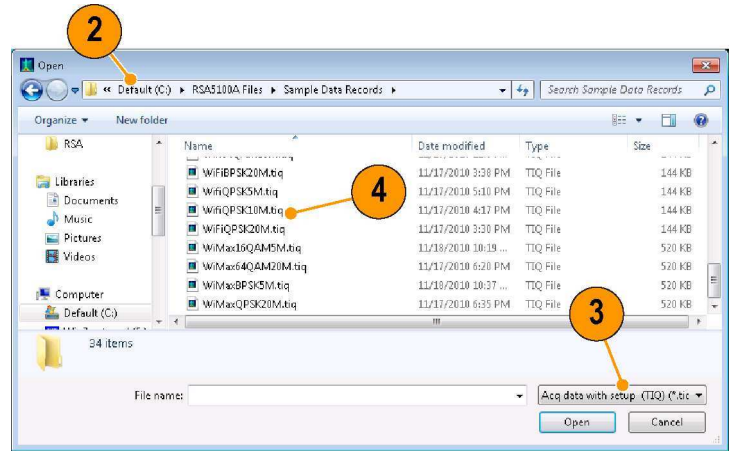 2
Open
« Default (C:) ▸ RSA5100A Files ▸ Sample Data Records ▸ Search Sample Data Records
Organize New folder
RSA
Libraries
Documents
Music
Pictures
Videos
Computer
Default (C:)
Name Date modified Type Size
WiFiBPSK20M.tiq 11/17/2010 3:30 PM TIQ File 144 KB
WifiQPSK5M.tiq 11/17/2010 5:10 PM TIQ File 144 KB
WifiQPSK10M.tiq 11/17/2010 4:17 PM TIQ File 144 KB
WiFiQPSK20M.tiq 11/17/2010 3:30 PM TIQ File 144 KB
WiMax16QAM5M.tiq 11/18/2010 10:19 ... TIQ File 520 KB
WiMax64QAM20M.tiq 11/17/2010 6:20 PM TIQ File 520 KB
WiMaxBPSK5M.tiq 11/18/2010 10:37 ... TIQ File 520 KB
WiMaxQPSK20M.tiq 11/17/2010 6:35 PM TIQ File 520 KB
4
3
34 items
File name: Acq data with setup (TIQ) (*.tic
Open Cancel